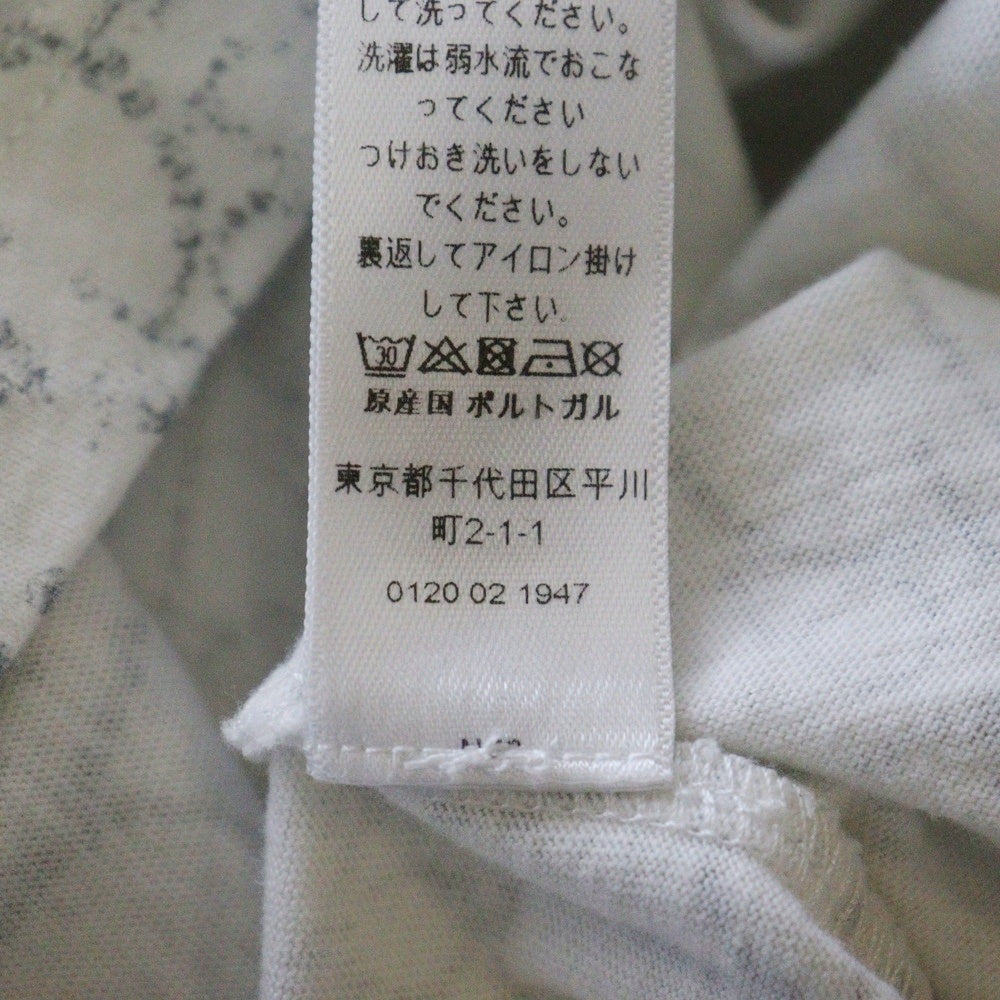 して洗ってください。
洗濯は弱水流でおこな
ってください
つけおき洗いをしない
でください。
裏返してアイロン掛け
して下さい.
30
原産国 ポルトガル
東京都千代田区平川
町2-1-1
0120 02 1947